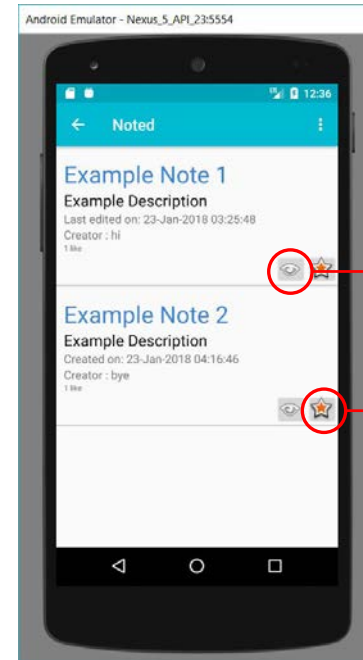 Android Emulator - Nexus_5_API_23:5554
12:36
Noted
Example Note 1
Example Description
Last edited on: 23-Jan-2018 03:25:48
Creator : hi
1 like
Example Note 2
Example Description
Created on: 23-Jan-2018 04:16:46
Creator : bye
1 like